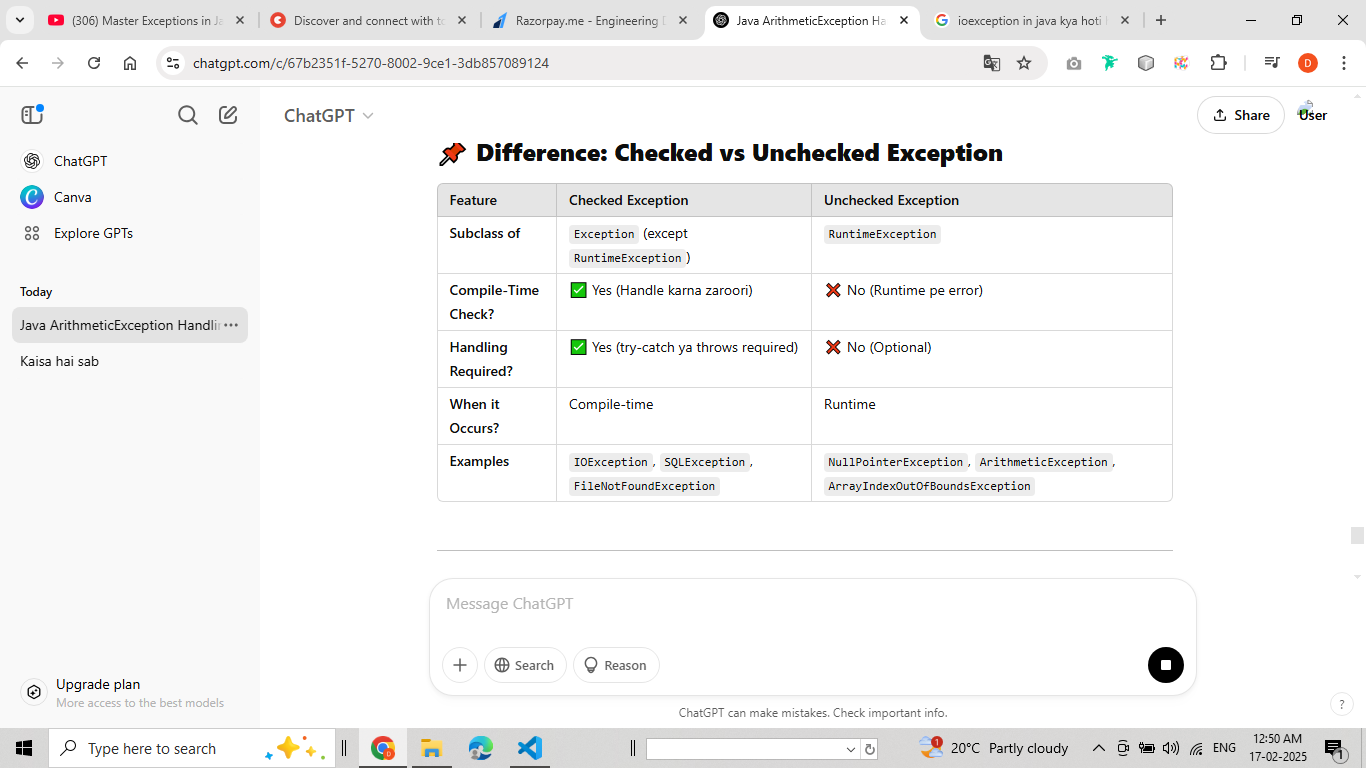 (306) Master Exceptions in Ja
Discover and connect with to
Razorpay.me - Engineering D
Java ArithmeticException Ha
ioexception in java kya hoti
chatgpt.com/c/67b2351f-5270-8002-9ce1-3db857089124
D
ChatGPT
Share
User
ChatGPT
Canva
Explore GPTs
Today
Java ArithmeticException Handlin
Kaisa hai sab
Upgrade plan
More access to the best models
Difference: Checked vs Unchecked Exception
Feature Checked Exception Unchecked Exception
Subclass of Exception (except RuntimeException
RuntimeException)
Compile-Time Yes (Handle karna zaroori) No (Runtime pe error)
Check?
Handling Yes (try-catch ya throws required) No (Optional)
Required?
When it Compile-time Runtime
Occurs?
Examples IOException, SQLException, NullPointerException, ArithmeticException,
FileNotFoundException ArrayIndexOutOfBoundsException
Message ChatGPT
Search
Reason
ChatGPT can make mistakes. Check important info.
?
Type here to search
1
20°C Partly cloudy
ENG
12:50 AM
17-02-2025
1